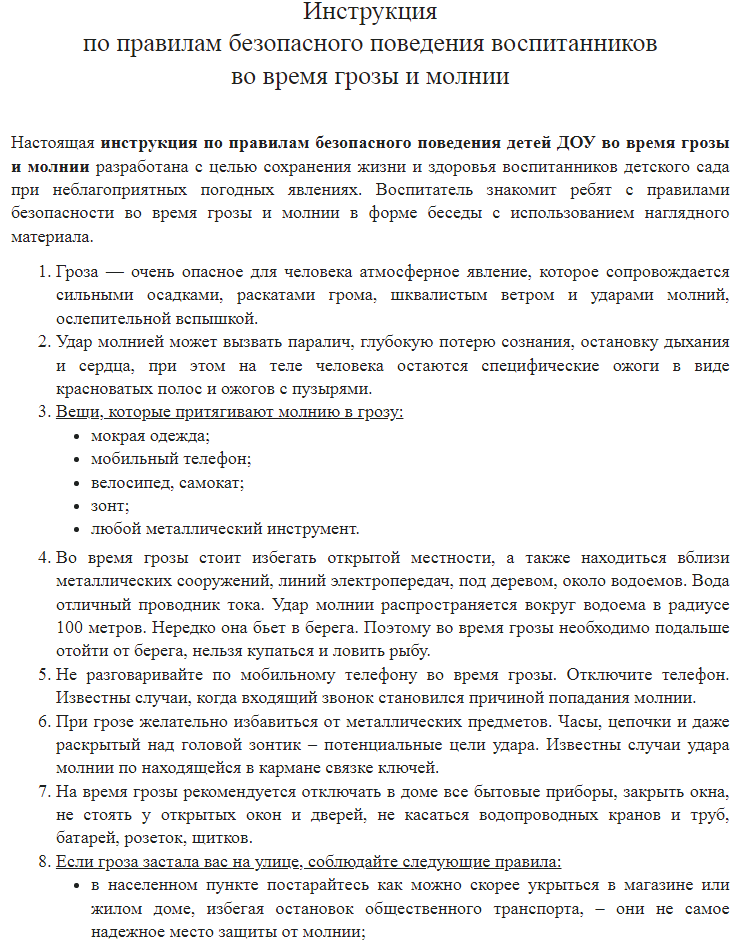 Инструкция
по правилам безопасного поведения воспитанников
во время грозы и молнии
Настоящая инструкция по правилам безопасного поведения детей ДОУ во время грозы
и молнии разработана с целью сохранения жизни и здоровья воспитанников детского сада
при неблагоприятных погодных явлениях. Воспитатель знакомит ребят с правилами
безопасности во время грозы и молнии в форме беседы с использованием наглядного
материала.
1. Гроза — очень опасное для человека атмосферное явление, которое сопровождается
сильными осадками, раскатами грома, шквалистым ветром и ударами молний,
ослепительной вспышкой.
2. Удар молнией может вызвать паралич, глубокую потерю сознания, остановку дыхания
и сердца, при этом на теле человека остаются специфические ожоги в виде
красноватых полос и ожогов с пузырями.
3. Вещи, которые притягивают молнию в грозу:
• мокрая одежда;
• мобильный телефон;
• велосипед, самокат;
• зонт;
• любой металлический инструмент.
4. Во время грозы стоит избегать открытой местности, а также находиться вблизи
металлических сооружений, линий электропередач, под деревом, около водоемов. Вода
отличный проводник тока. Удар молнии распространяется вокруг водоема в радиусе
100 метров. Нередко она бьет в берега. Поэтому во время грозы необходимо подальше
отойти от берега, нельзя купаться и ловить рыбу.
5. Не разговаривайте по мобильному телефону во время грозы. Отключите телефон.
Известны случаи, когда входящий звонок становился причиной попадания молнии.
6. При грозе желательно избавиться от металлических предметов. Часы, цепочки и даже
раскрытый над головой зонтик – потенциальные цели удара. Известны случаи удара
молнии по находящейся в кармане связке ключей.
7. На время грозы рекомендуется отключать в доме все бытовые приборы, закрыть окна,
не стоять у открытых окон и дверей, не касаться водопроводных кранов и труб,
батарей, розеток, щитков.
8. Если гроза застала вас на улице, соблюдайте следующие правила:
• в населенном пункте постарайтесь как можно скорее укрыться в магазине или
жилом доме, избегая остановок общественного транспорта, – они не самое
надежное место защиты от молнии;